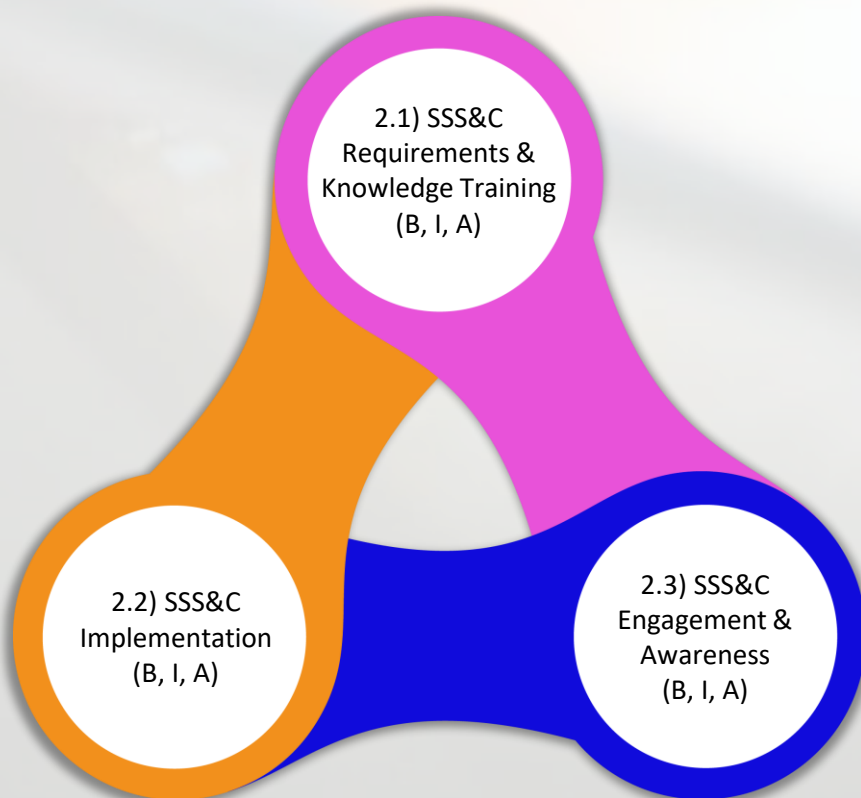 2.1) SSS&C
Requirements &
Knowledge Training
(B, I, A)
2.2) SSS&C
Implementation
(B, I, A)
2.3) SSS&C
Engagement &
Awareness
(B, I, A)